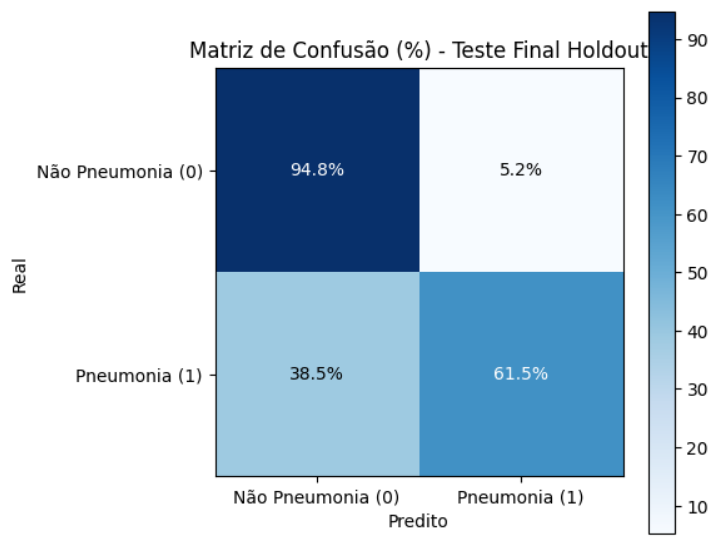 Matriz de Confusão (%) - Teste Final Holdout
Real
Não Pneumonia (0)
94.8%
5.2%
Pneumonia (1)
38.5%
61.5%
Não Pneumonia (0)
Pneumonia (1)
Predito
90
80
70
60
50
40
30
20
10